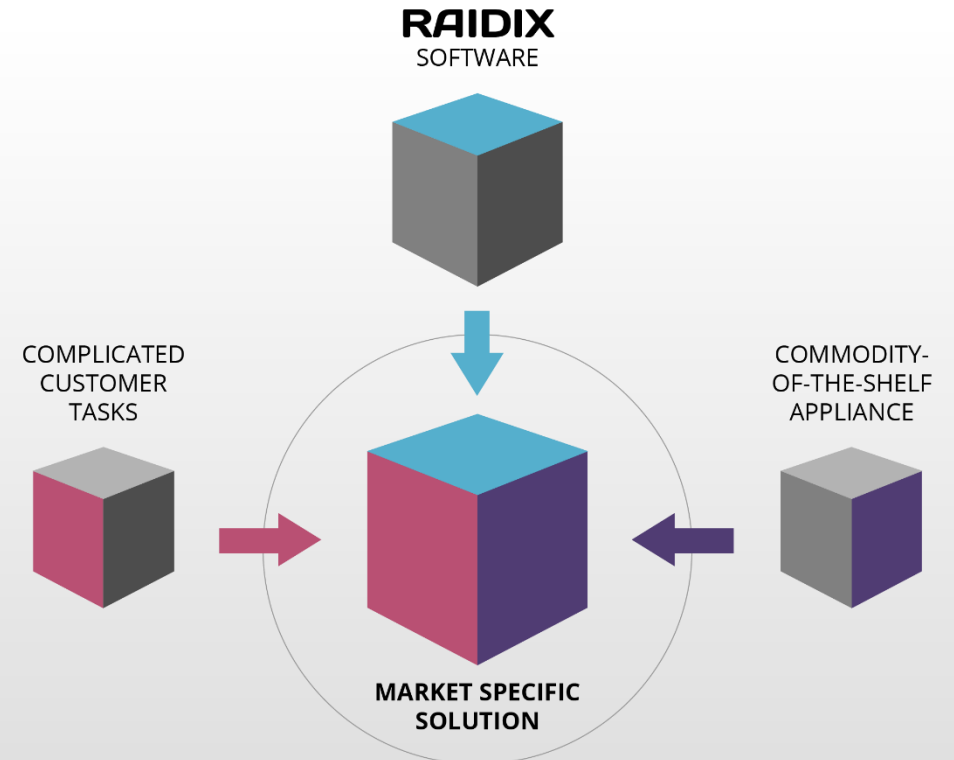 RAIDIX
SOFTWARE
COMPLICATED
CUSTOMER
TASKS
COMMODITY-
OF-THE-SHELF
APPLIANCE
MARKET SPECIFIC
SOLUTION